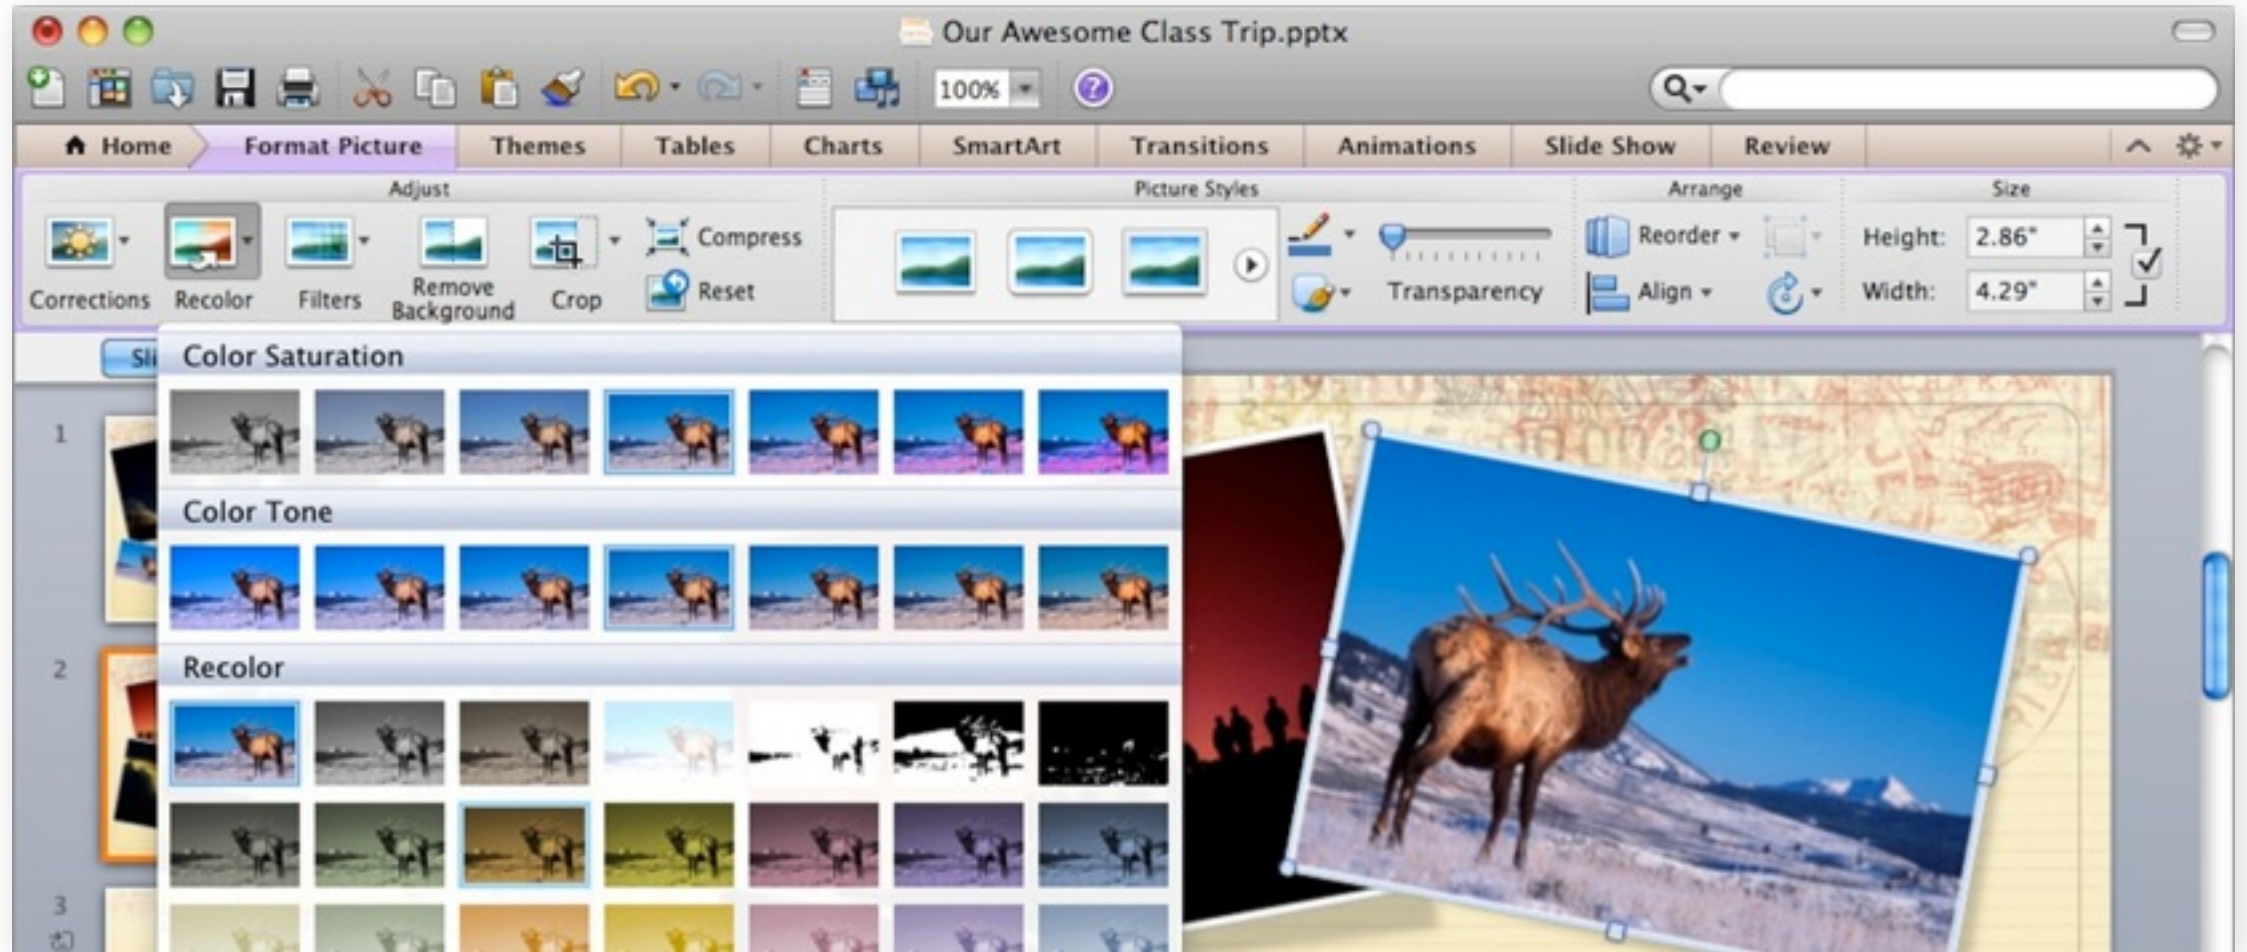 Our Awesome Class Trip.pptx
100%
Home Format Picture Themes Tables Charts SmartArt Transitions Animations Slide Show Review
Adjust Picture Styles Arrange Size
Compress Reorder Height: 2.86"
Corrections Recolor Filters Remove Background Crop Reset Transparency Align Width: 4.29"
Sli
Color Saturation
1
Color Tone
2
Recolor
3